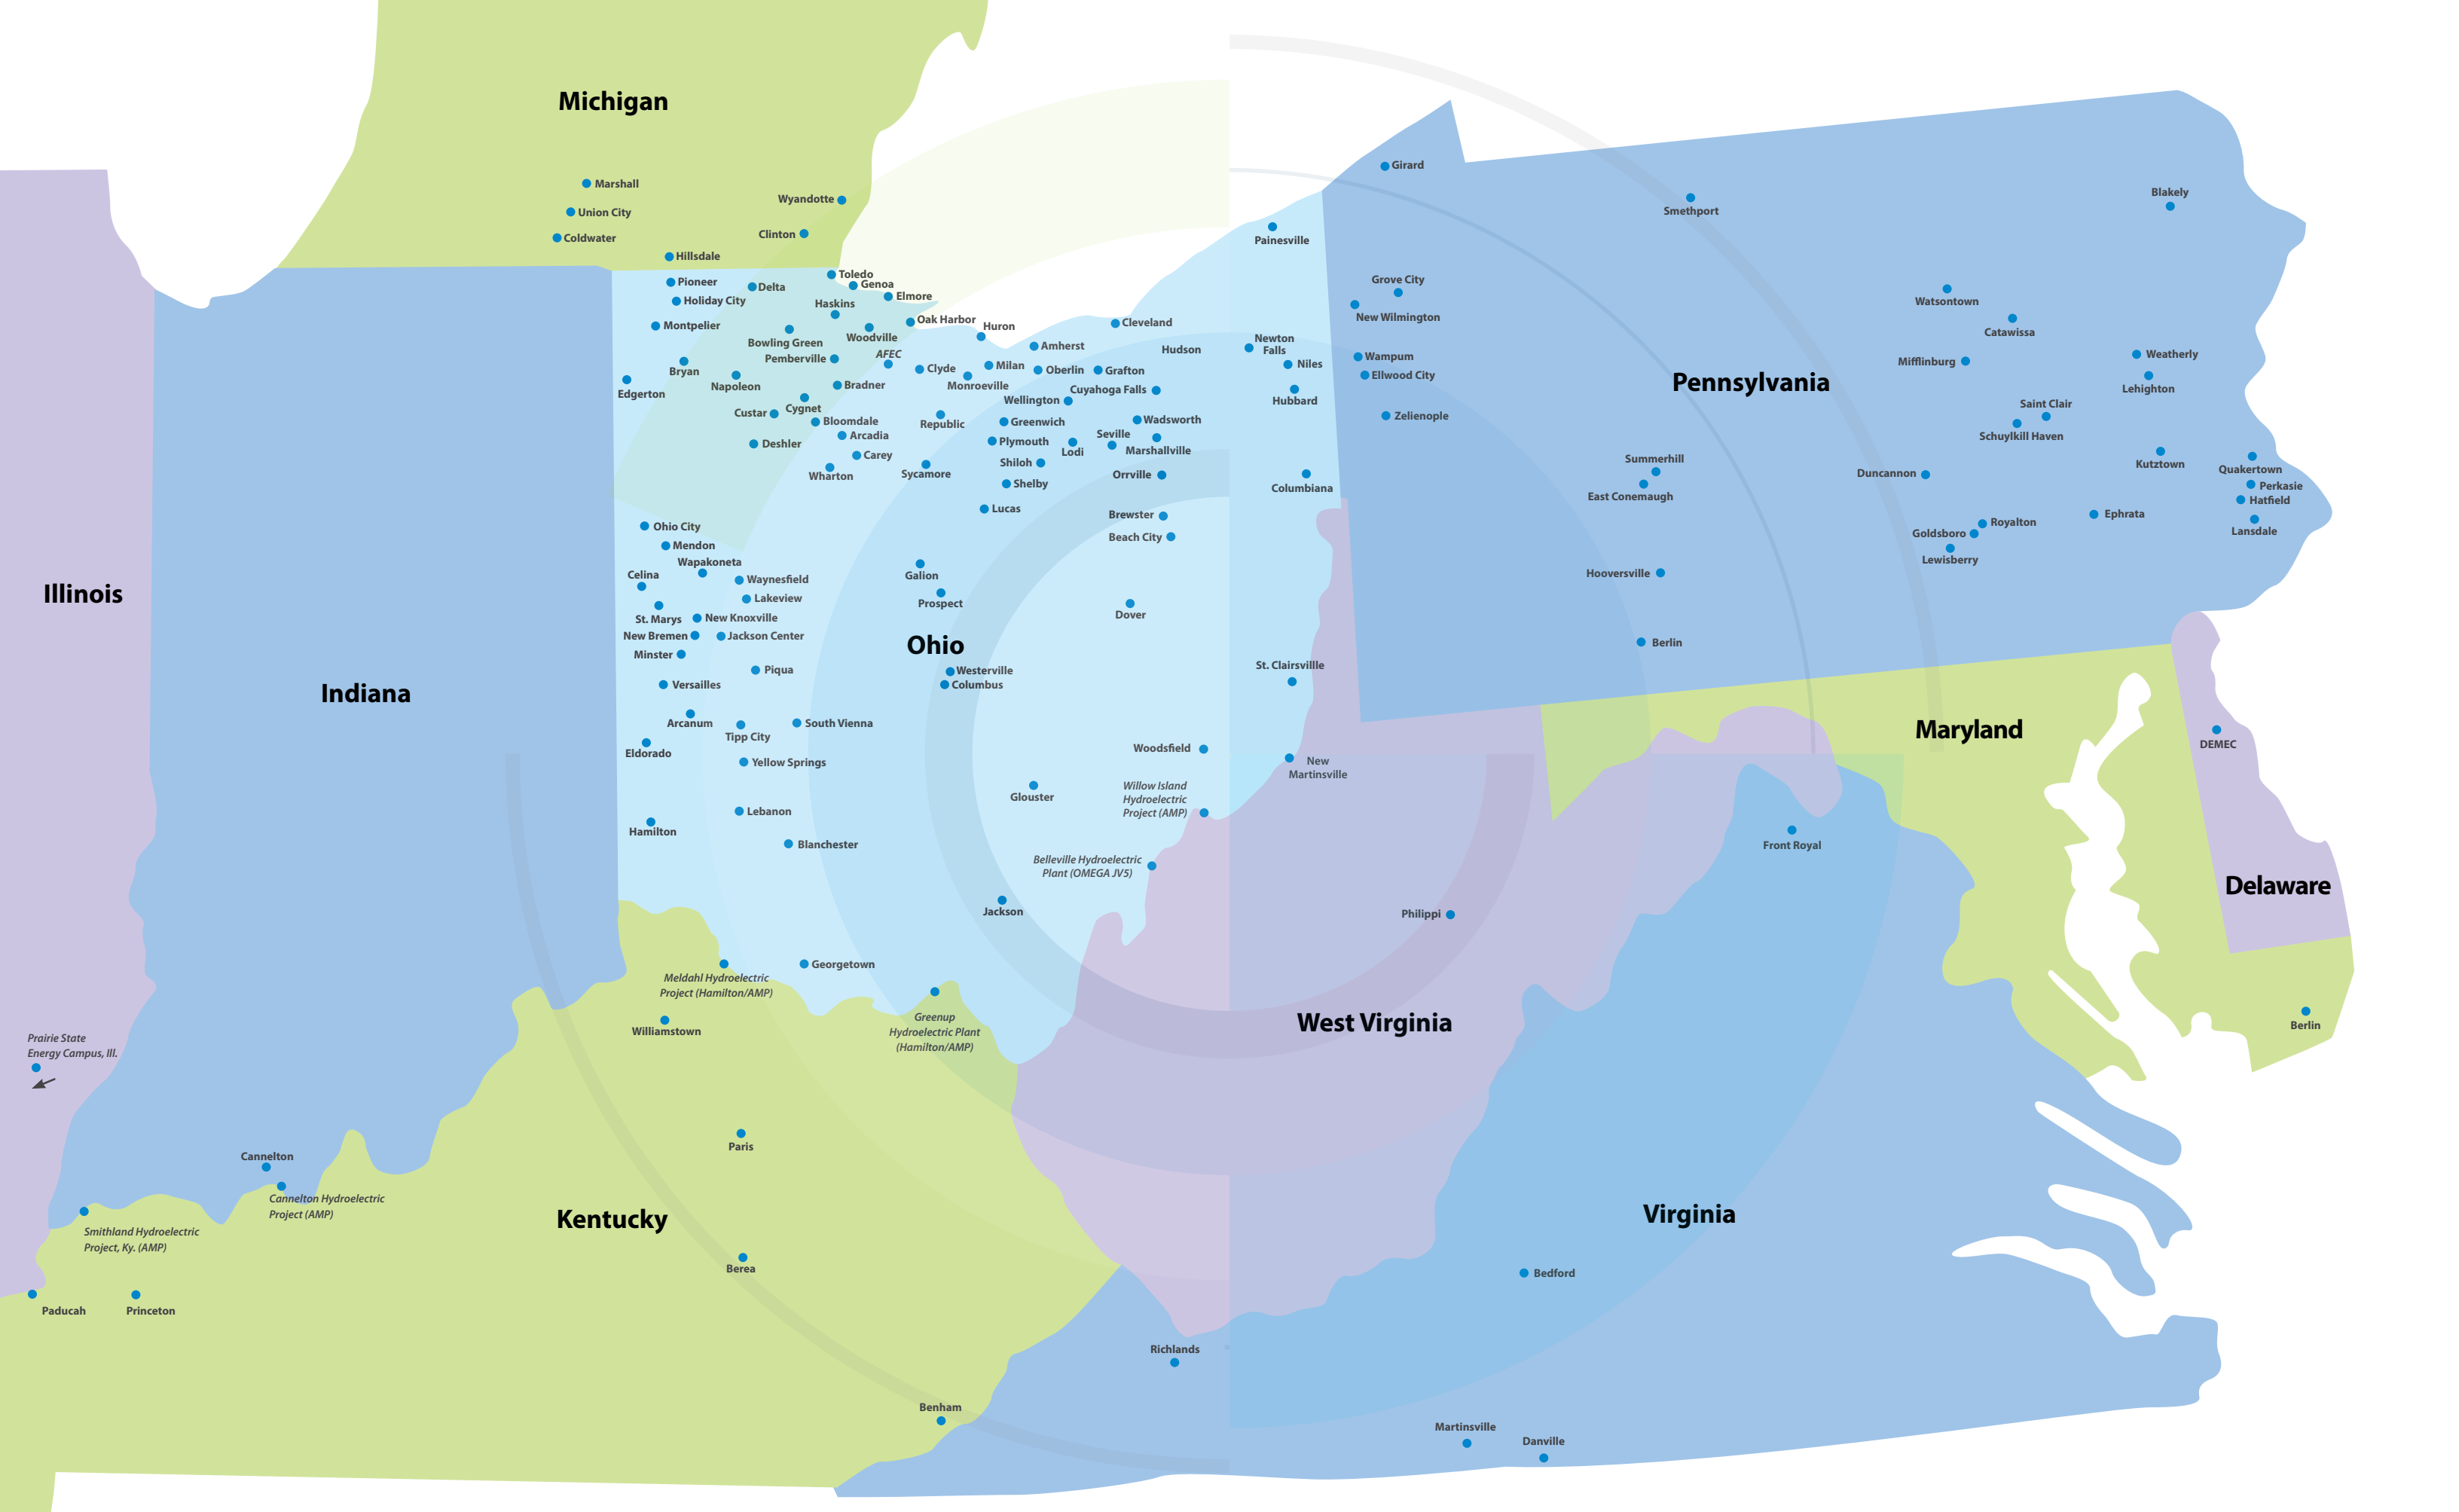 Michigan
Marshall
Union City
Coldwater
Wyandotte
Clinton
Hillsdale
Pioneer
Holiday City
Montpelier
Delta
Toledo
Genoa
Elmore
Haskins
Bowling Green
Woodville
Pemberville
AFEC
Oak Harbor
Huron
Bryan
Edgerton
Napoleon
Bradner
Custar
Cygnet
Bloomdale
Arcadia
Deshler
Carey
Wharton
Clyde
Milan
Monroeville
Republic
Sycamore
Amherst
Oberlin
Grafton
Cleveland
Hudson
Cuyahoga Falls
Wellington
Greenwich
Plymouth
Shiloh
Shelby
Lucas
Lodi
Seville
Wadsworth
Marshallville
Orrville
Brewster
Beach City
Painesville
Newton
Falls
Niles
Hubbard
Columbiana
Ohio City
Mendon
Wapakoneta
Celina
Waynesfield
Lakeview
St. Marys
New Knoxville
New Bremen
Jackson Center
Minster
Piqua
Versailles
Arcanum
Tipp City
South Vienna
Eldorado
Yellow Springs
Lebanon
Hamilton
Blanchester
Georgetown
Galion
Prospect
Ohio
Westerville
Columbus
Dover
St. Clairsvillle
Woodsfield
Glouster
Jackson
Willow Island
Hydroelectric
Project (AMP)
Belleville Hydroelectric
Plant (OMEGA JV5)
New
Martinsville
Meldahl Hydroelectric
Project (Hamilton/AMP)
Greenup
Hydroelectric Plant
(Hamilton/AMP)
Illinois
Prairie State
Energy Campus, Ill.
Indiana
Cannelton
Cannelton Hydroelectric
Project (AMP)
Smithland Hydroelectric
Project, Ky. (AMP)
Paducah
Princeton
Kentucky
Williamstown
Paris
Berea
Benham
West Virginia
Philippi
Pennsylvania
Girard
Smethport
Blakely
Grove City
New Wilmington
Wampum
Ellwood City
Zelienople
Watsontown
Catawissa
Mifflinburg
Weatherly
Lehighton
Saint Clair
Schuylkill Haven
Kutztown
Quakertown
Perkasie
Hatfield
Lansdale
Summerhill
East Conemaugh
Duncannon
Royalton
Goldsboro
Lewisberry
Ephrata
Hooversville
Berlin
Maryland
Berlin
DEMEC
Delaware
Virginia
Front Royal
Bedford
Richlands
Martinsville
Danville